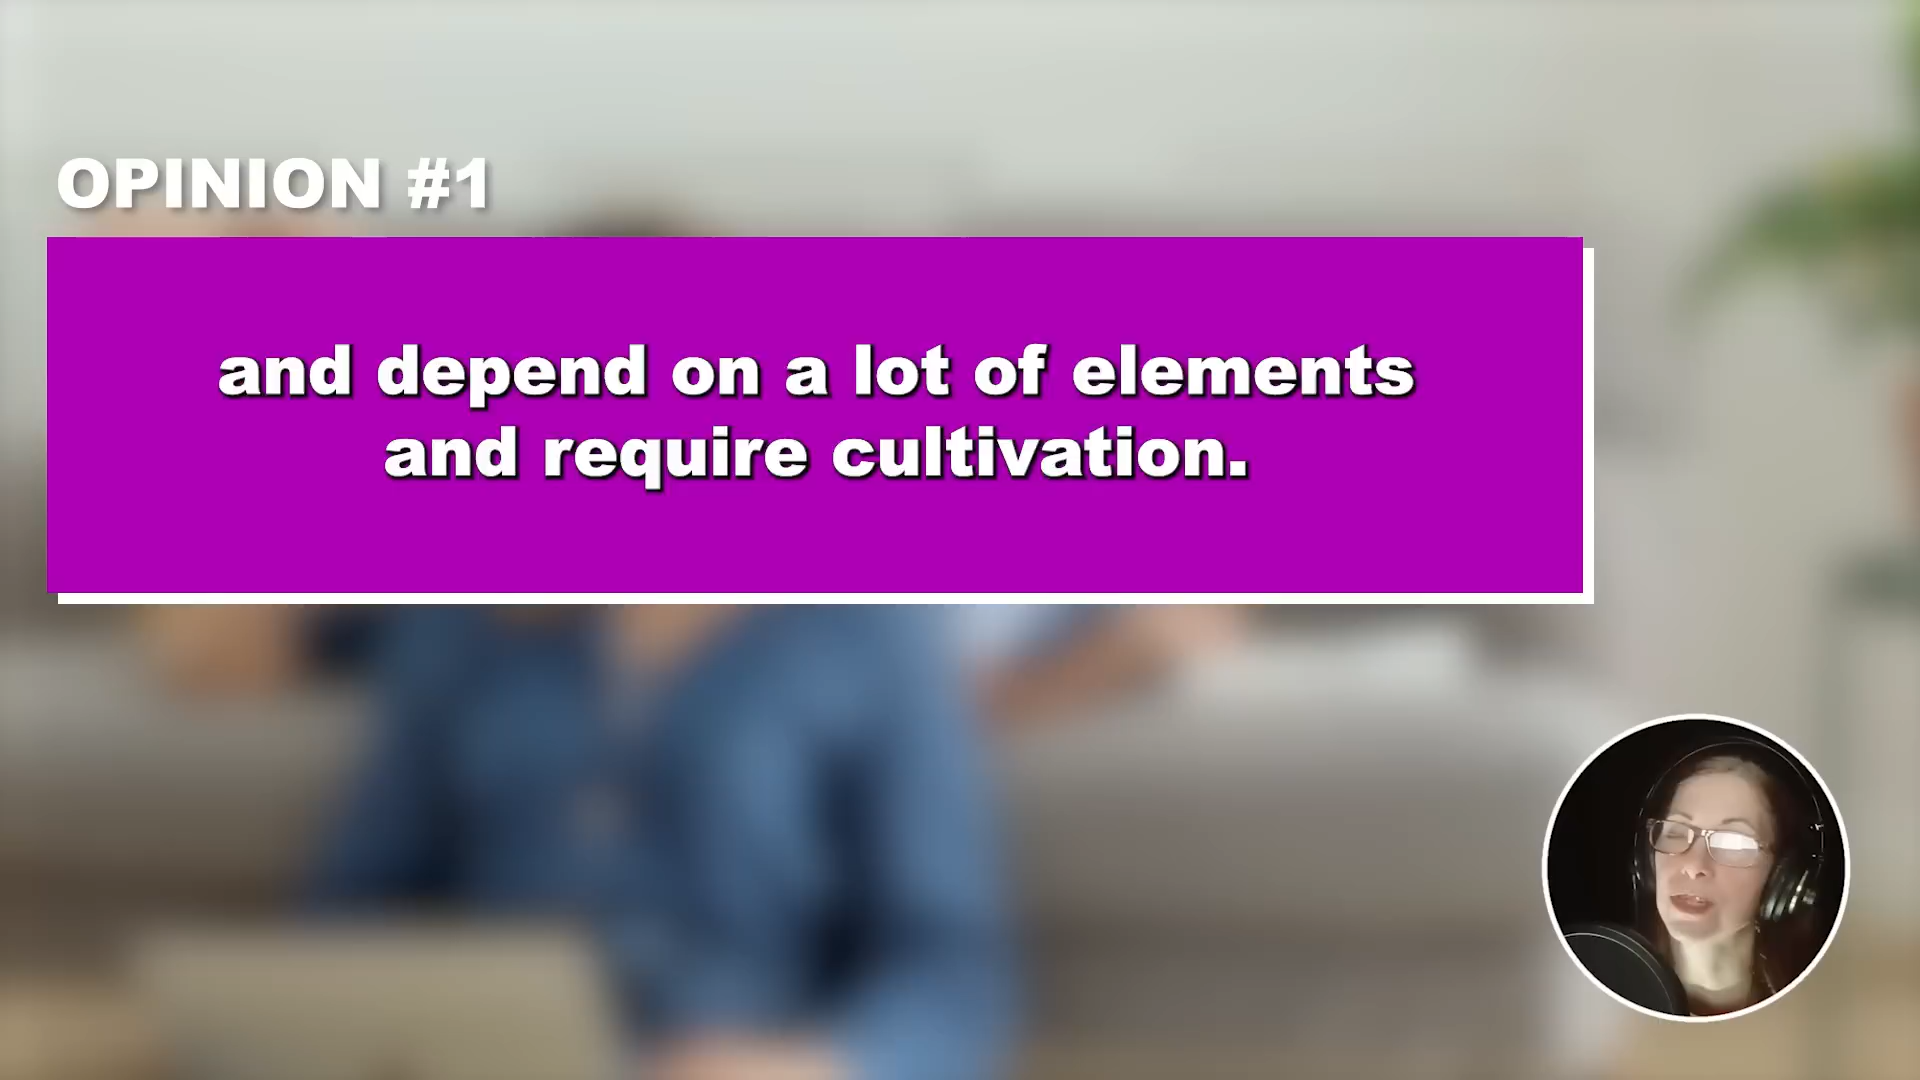 OPINION #1
and depend on a lot of elements
and require cultivation.